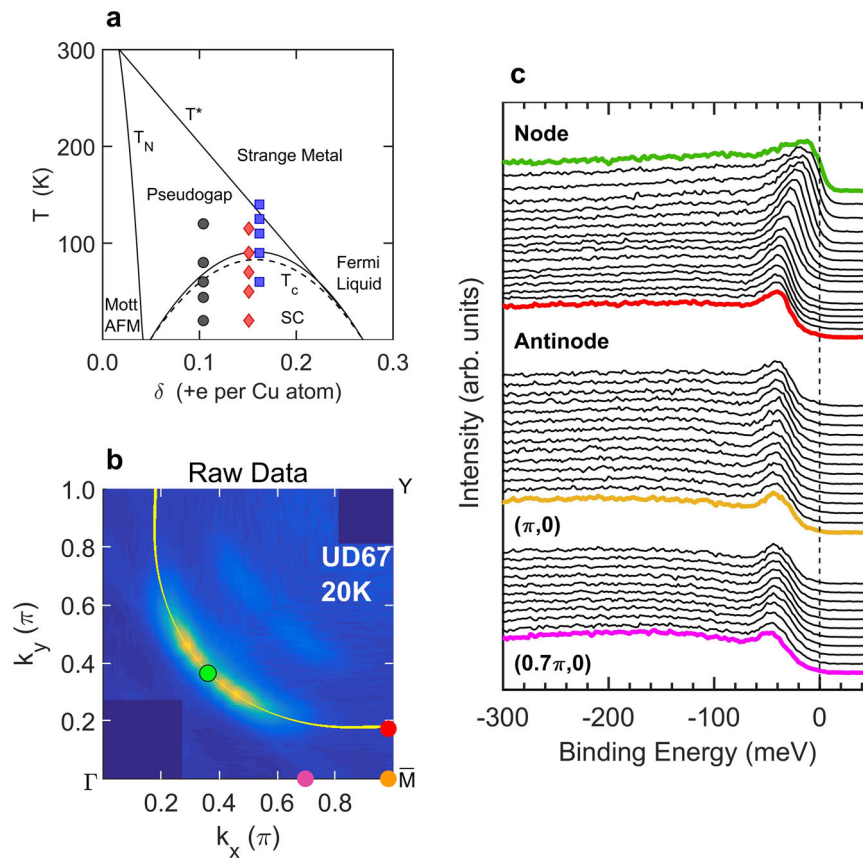 a
300
200
100
T (K)
T_N
T*
Strange Metal
Pseudogap
Mott
AFM
T_c
SC
Fermi
Liquid
0.0
0.1
0.2
0.3
δ (+e per Cu atom)
b
Raw Data
1.0
0.8
0.6
0.4
0.2
k_y (π)
Y
UD67
20K
Γ
M̅
0.2
0.4
0.6
0.8
k_x (π)
c
Node
Antinode
(π,0)
(0.7π,0)
Intensity (arb. units)
-300
-200
-100
0
Binding Energy (meV)